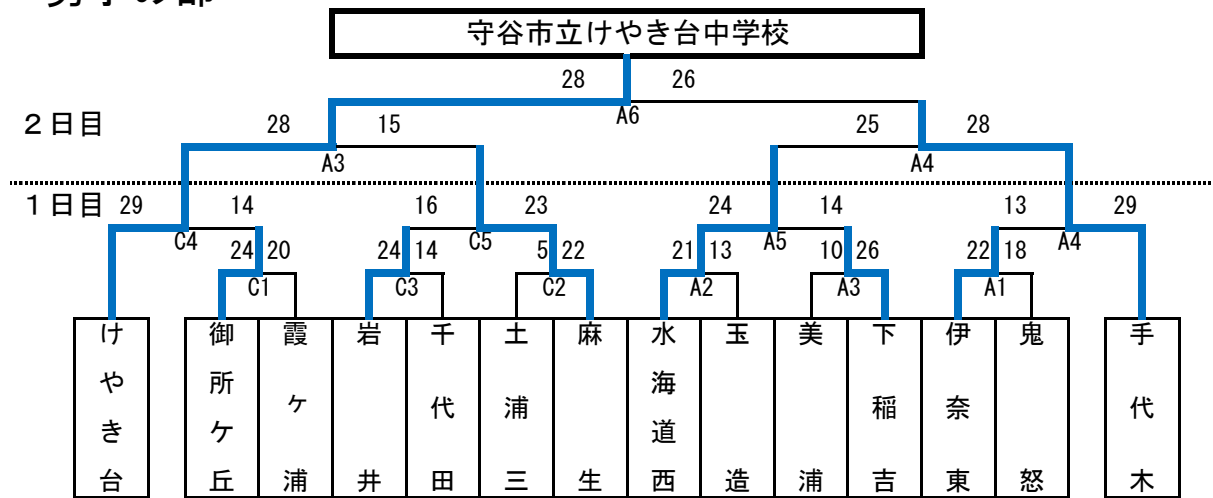 男子の部
守谷市立けやき台中学校
28 26
A6
2日目
28 15 25 28
A3 A4
1日目
29 14 16 23 24 14 13 29
C4 C5 A5 A4
24 20 24 14 5 22 21 13 10 26 22 18
C1 C3 C2 A2 A3 A1
けやき台
御所ケ丘
霞ヶ浦
岩井
千代田
土浦三
麻生
水海道西
玉造
美浦
下稲吉
伊奈東
鬼怒
手代木